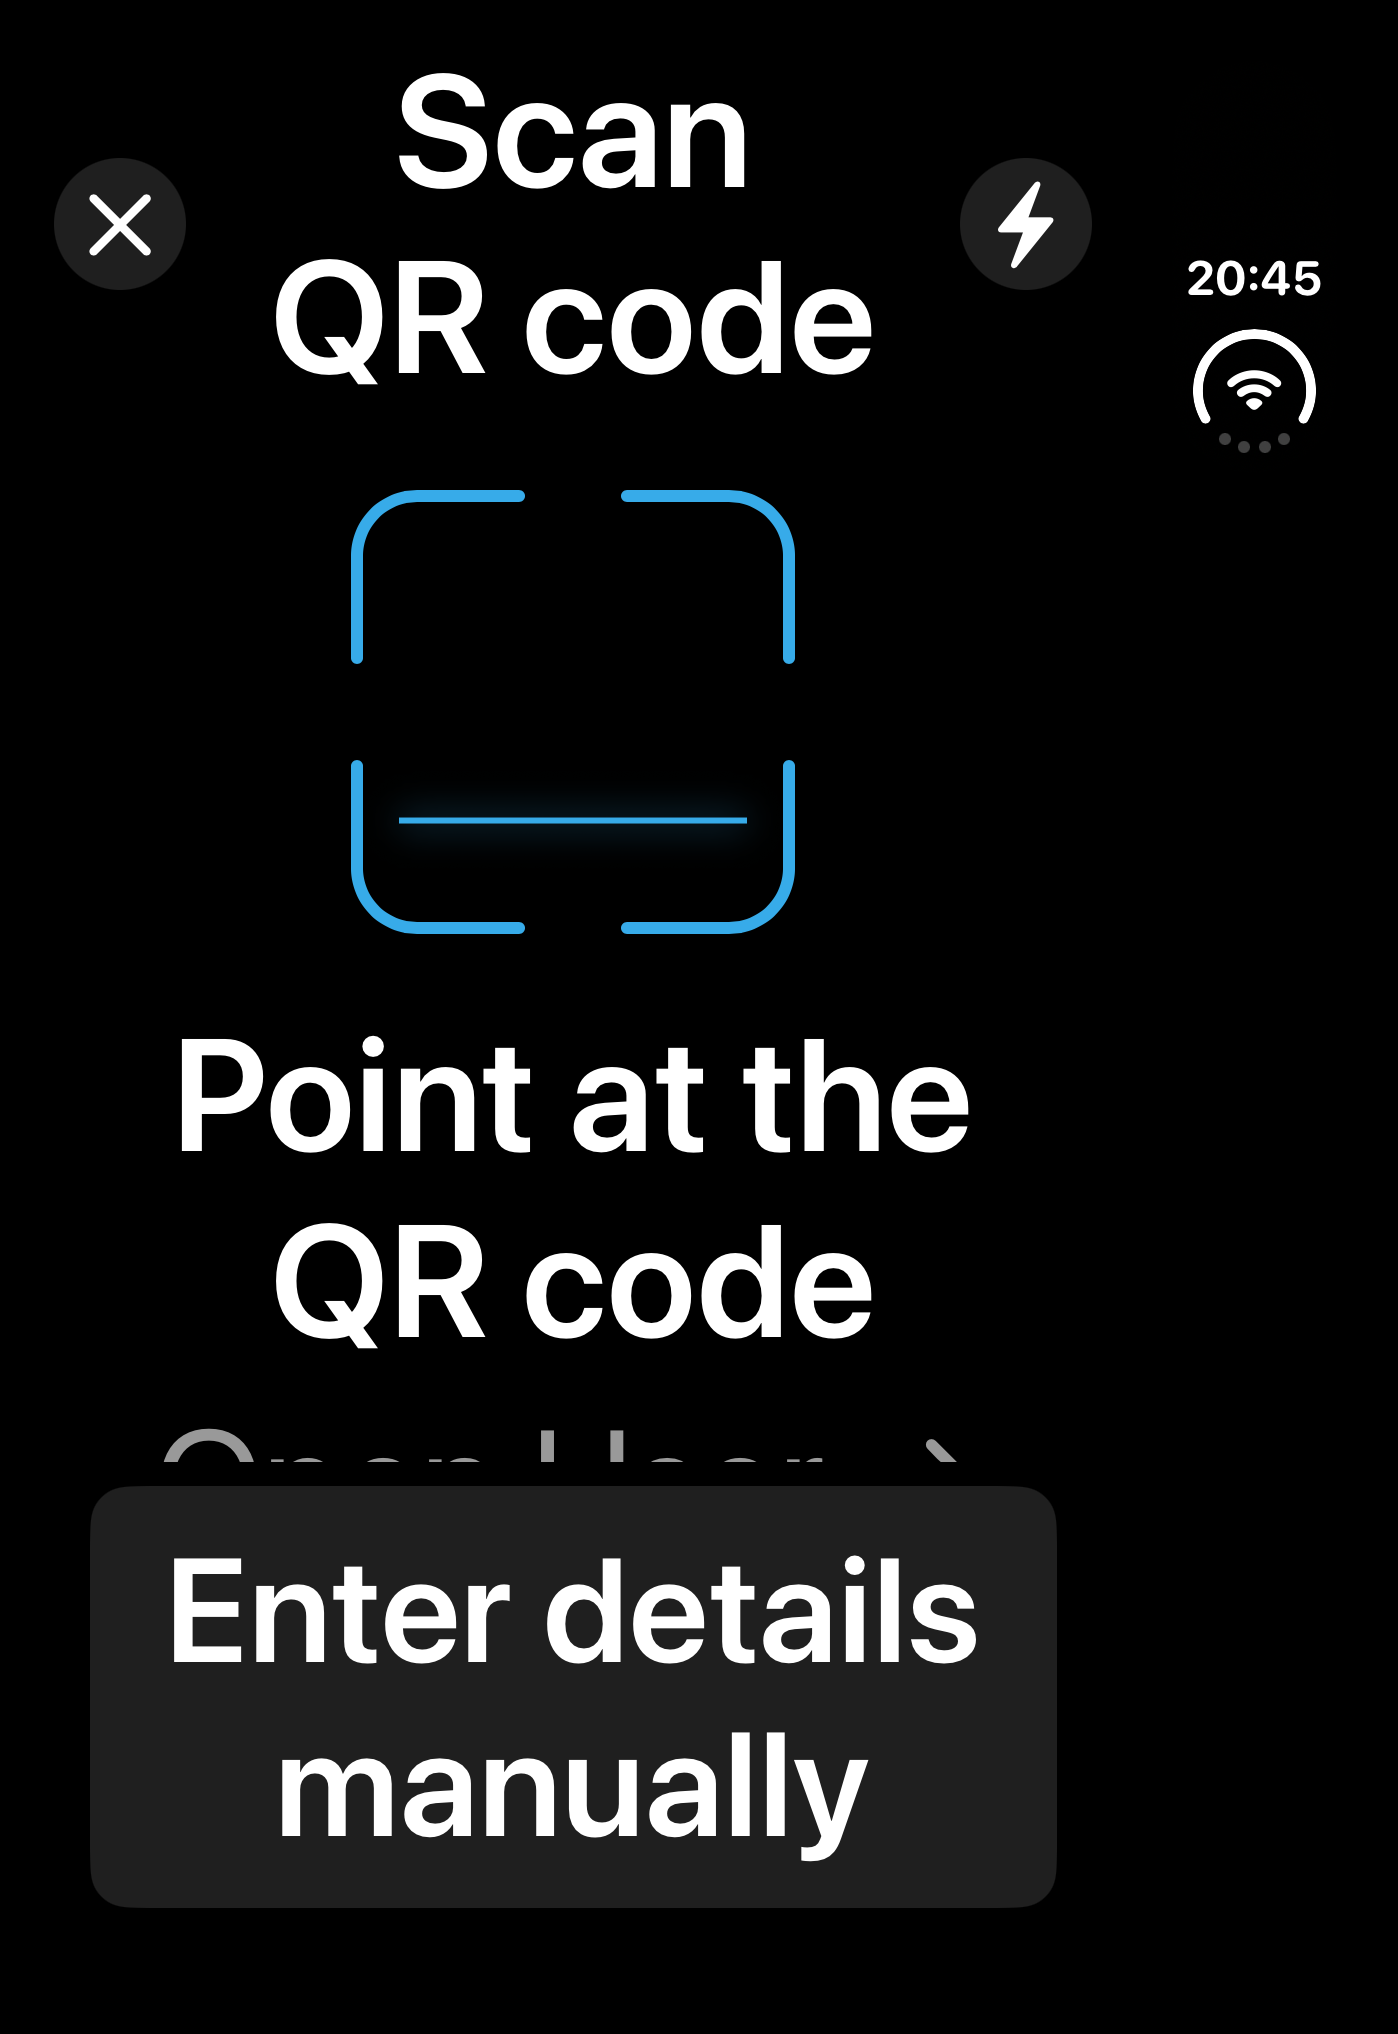 Scan
QR code
20:45
Point at the
QR code
Enter details
manually